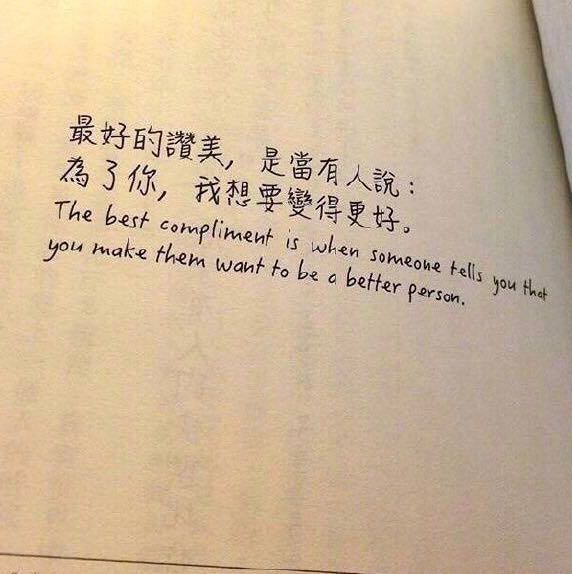 最好的讚美，是當有人說：
為了你，我想要變得更好。
The best compliment is when someone tells you that
you make them want to be a better person.